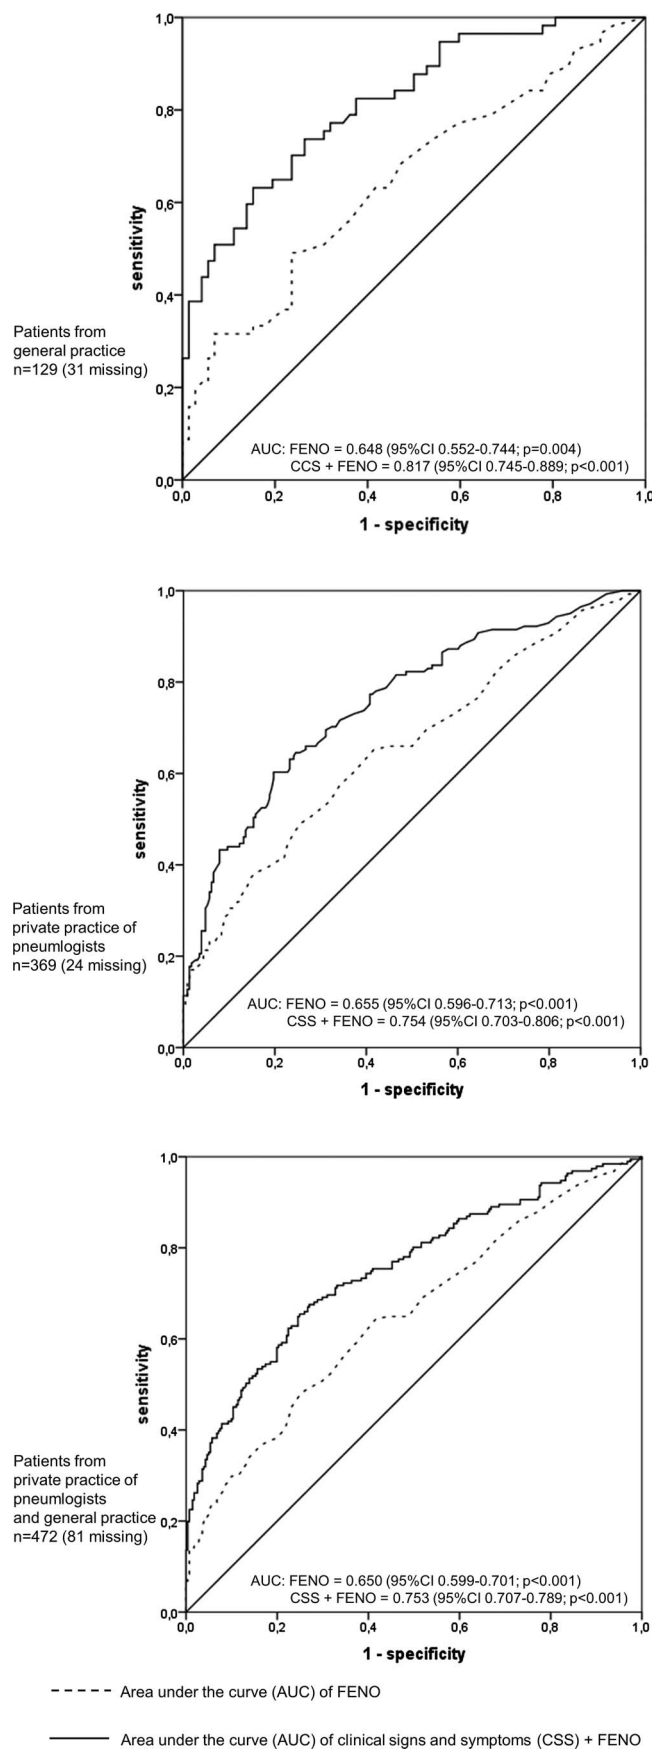 1,0
0,8
0,6
0,4
0,2
0,0
sensitivity
Patients from
general practice
n=129 (31 missing)
AUC: FENO = 0.648 (95%CI 0.552-0.744; p=0.004)
CCS + FENO = 0.817 (95%CI 0.745-0.889; p<0.001)
0,0 0,2 0,4 0,6 0,8 1,0
1 - specificity
1,0
0,8
0,6
0,4
0,2
0,0
sensitivity
Patients from
private practice of
pneumlogists
n=369 (24 missing)
AUC: FENO = 0.655 (95%CI 0.596-0.713; p<0.001)
CSS + FENO = 0.754 (95%CI 0.703-0.806; p<0.001)
0,0 0,2 0,4 0,6 0,8 1,0
1 - specificity
1,0
0,8
0,6
0,4
0,2
0,0
sensitivity
Patients from
private practice of
pneumlogists
and general practice
n=472 (81 missing)
AUC: FENO = 0.650 (95%CI 0.599-0.701; p<0.001)
CSS + FENO = 0.753 (95%CI 0.707-0.789; p<0.001)
0,0 0,2 0,4 0,6 0,8 1,0
1 - specificity
Area under the curve (AUC) of FENO
Area under the curve (AUC) of clinical signs and symptoms (CSS) + FENO